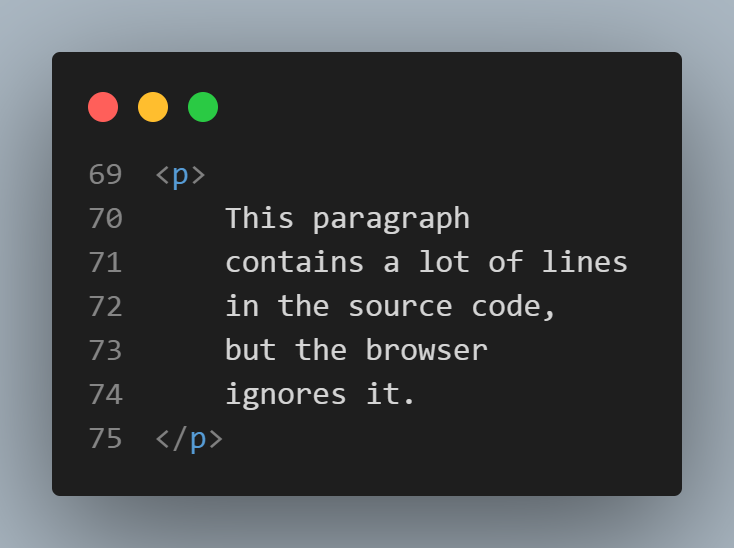 69 <p>
70     This paragraph
71     contains a lot of lines
72     in the source code,
73     but the browser
74     ignores it.
75 </p>